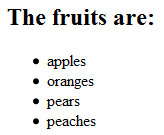 The fruits are:
apples
oranges
pears
peaches